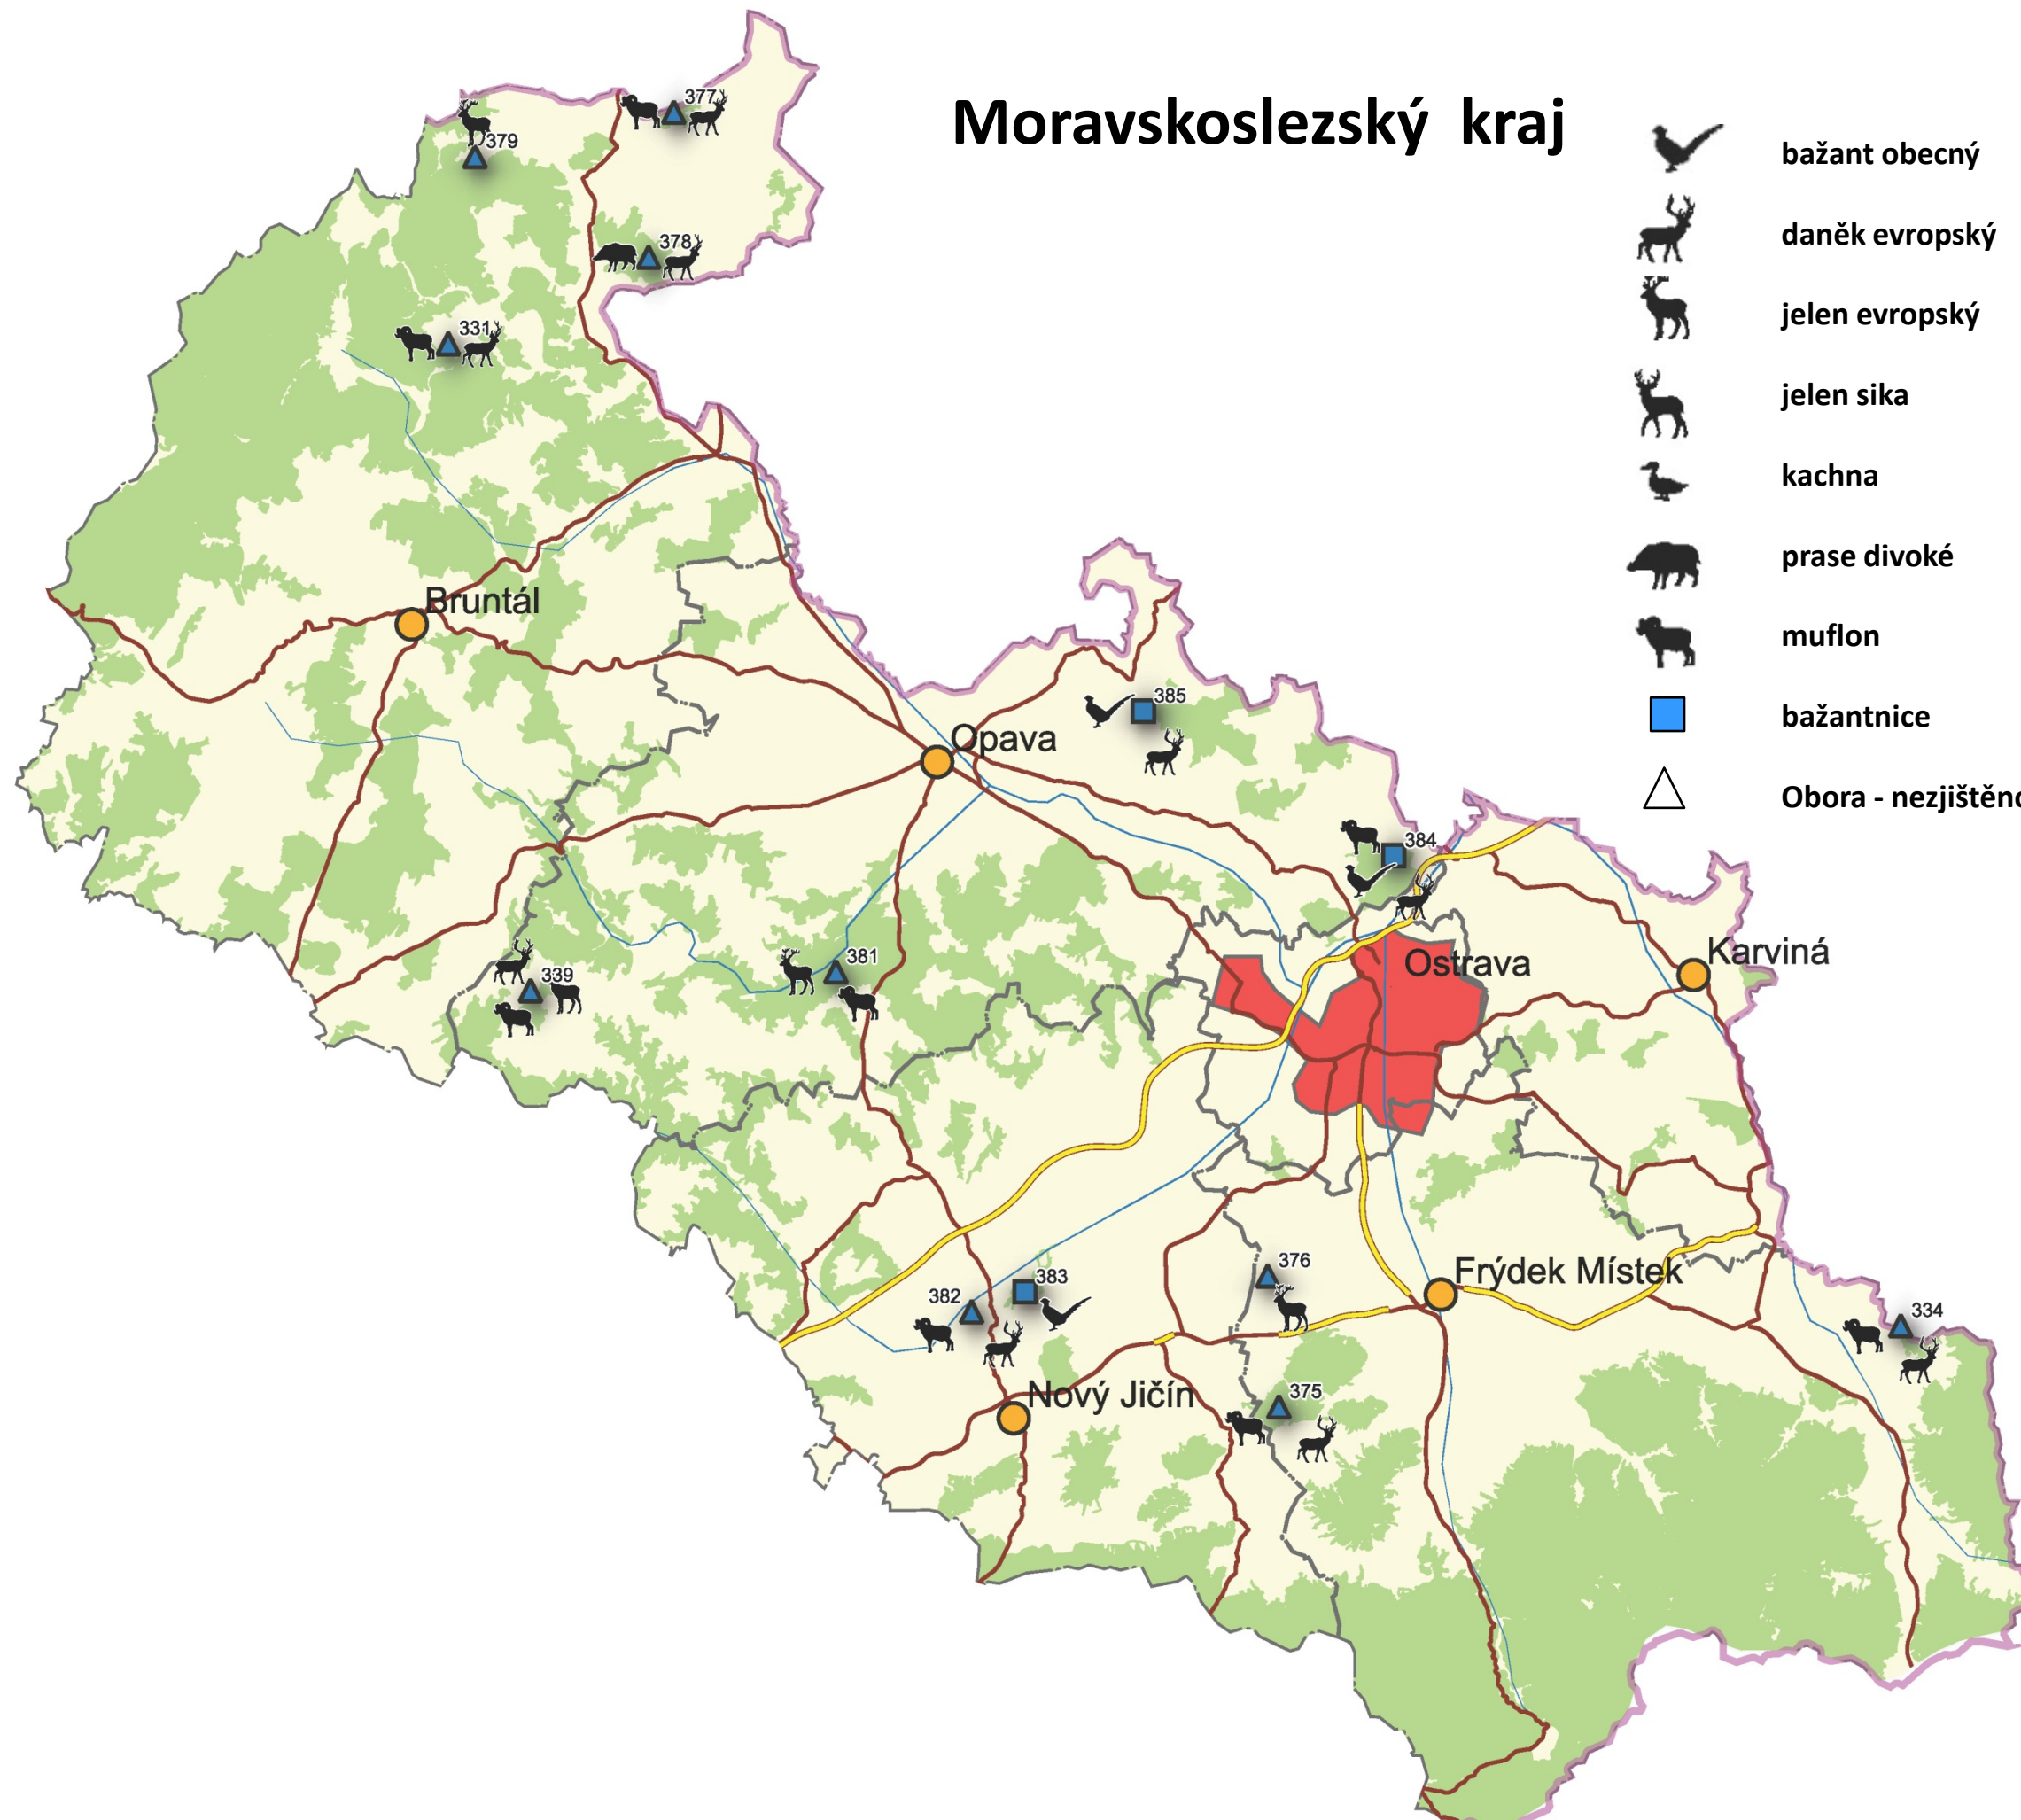 Moravskoslezský kraj
bažant obecný
daněk evropský
jelen evropský
jelen sika
kachna
prase divoké
muflon
bažantnice
Obora - nezjištěno
377
379
378
331
Bruntál
385
Opava
384
Karviná
Ostrava
381
339
376
Frýdek Místek
383
382
334
375
Nový Jičín